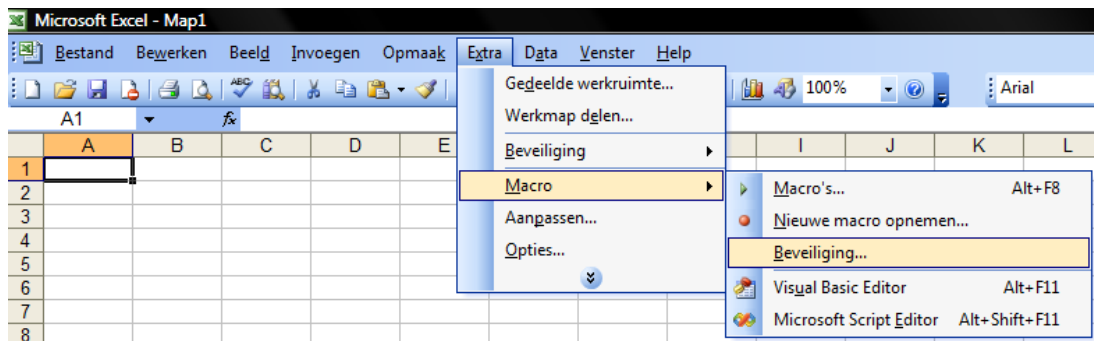 Microsoft Excel - Map1
Bestand Bewerken Beeld Invoegen Opmaak Extra Data Venster Help
100% Arial
A1 fx
A B C D E I J K L
1
2
3
4
5
6
7
8
Gedeelde werkruimte...
Werkmap delen...
Beveiliging
Macro
Aanpassen...
Opties...
Macro's... Alt+F8
Nieuwe macro opnemen...
Beveiliging...
Visual Basic Editor Alt+F11
Microsoft Script Editor Alt+Shift+F11